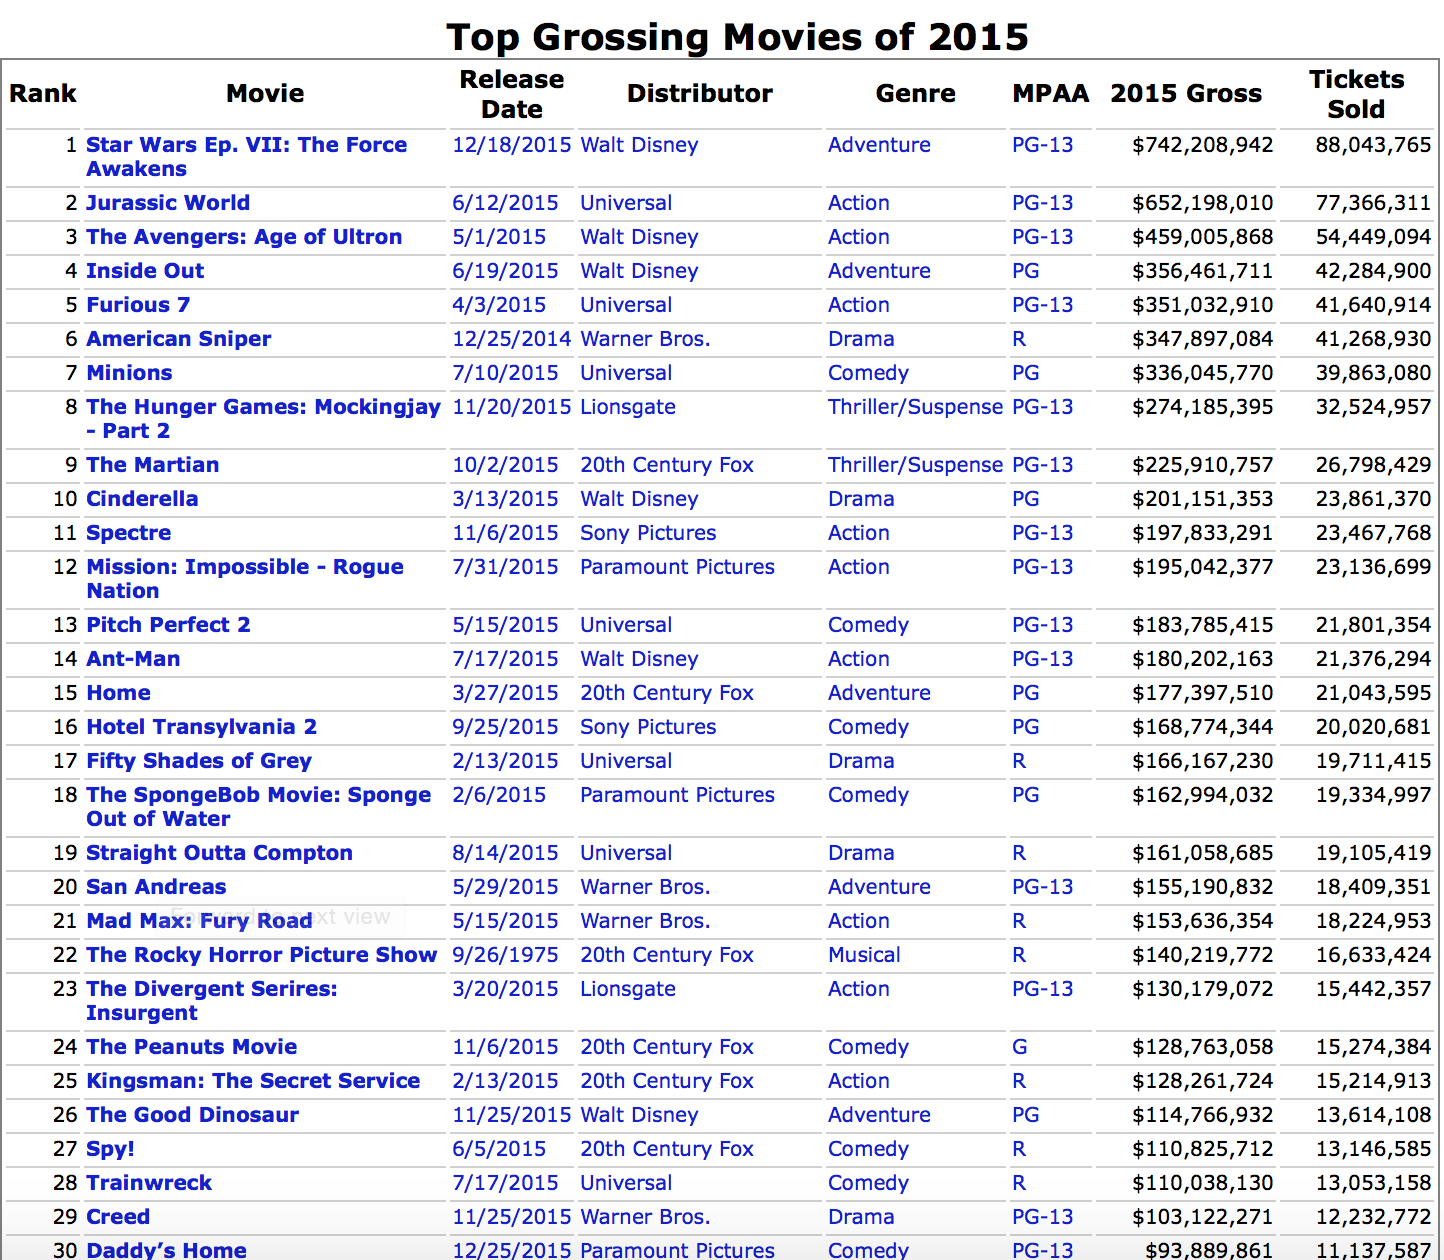 Top Grossing Movies of 2015
Rank Movie Release Date Distributor Genre MPAA 2015 Gross Tickets Sold
1 Star Wars Ep. VII: The Force Awakens 12/18/2015 Walt Disney Adventure PG-13 $742,208,942 88,043,765
2 Jurassic World 6/12/2015 Universal Action PG-13 $652,198,010 77,366,311
3 The Avengers: Age of Ultron 5/1/2015 Walt Disney Action PG-13 $459,005,868 54,449,094
4 Inside Out 6/19/2015 Walt Disney Adventure PG $356,461,711 42,284,900
5 Furious 7 4/3/2015 Universal Action PG-13 $351,032,910 41,640,914
6 American Sniper 12/25/2014 Warner Bros. Drama R $347,897,084 41,268,930
7 Minions 7/10/2015 Universal Comedy PG $336,045,770 39,863,080
8 The Hunger Games: Mockingjay - Part 2 11/20/2015 Lionsgate Thriller/Suspense PG-13 $274,185,395 32,524,957
9 The Martian 10/2/2015 20th Century Fox Thriller/Suspense PG-13 $225,910,757 26,798,429
10 Cinderella 3/13/2015 Walt Disney Drama PG $201,151,353 23,861,370
11 Spectre 11/6/2015 Sony Pictures Action PG-13 $197,833,291 23,467,768
12 Mission: Impossible - Rogue Nation 7/31/2015 Paramount Pictures Action PG-13 $195,042,377 23,136,699
13 Pitch Perfect 2 5/15/2015 Universal Comedy PG-13 $183,785,415 21,801,354
14 Ant-Man 7/17/2015 Walt Disney Action PG-13 $180,202,163 21,376,294
15 Home 3/27/2015 20th Century Fox Adventure PG $177,397,510 21,043,595
16 Hotel Transylvania 2 9/25/2015 Sony Pictures Comedy PG $168,774,344 20,020,681
17 Fifty Shades of Grey 2/13/2015 Universal Drama R $166,167,230 19,711,415
18 The SpongeBob Movie: Sponge Out of Water 2/6/2015 Paramount Pictures Comedy PG $162,994,032 19,334,997
19 Straight Outta Compton 8/14/2015 Universal Drama R $161,058,685 19,105,419
20 San Andreas 5/29/2015 Warner Bros. Adventure PG-13 $155,190,832 18,409,351
Forward to next view
21 Mad Max: Fury Road 5/15/2015 Warner Bros. Action R $153,636,354 18,224,953
22 The Rocky Horror Picture Show 9/26/1975 20th Century Fox Musical R $140,219,772 16,633,424
23 The Divergent Serires: Insurgent 3/20/2015 Lionsgate Action PG-13 $130,179,072 15,442,357
24 The Peanuts Movie 11/6/2015 20th Century Fox Comedy G $128,763,058 15,274,384
25 Kingsman: The Secret Service 2/13/2015 20th Century Fox Action R $128,261,724 15,214,913
26 The Good Dinosaur 11/25/2015 Walt Disney Adventure PG $114,766,932 13,614,108
27 Spy! 6/5/2015 20th Century Fox Comedy R $110,825,712 13,146,585
28 Trainwreck 7/17/2015 Universal Comedy R $110,038,130 13,053,158
29 Creed 11/25/2015 Warner Bros. Drama PG-13 $103,122,271 12,232,772
30 Daddy’s Home 12/25/2015 Paramount Pictures Comedy PG-13 $93,889,861 11,137,587